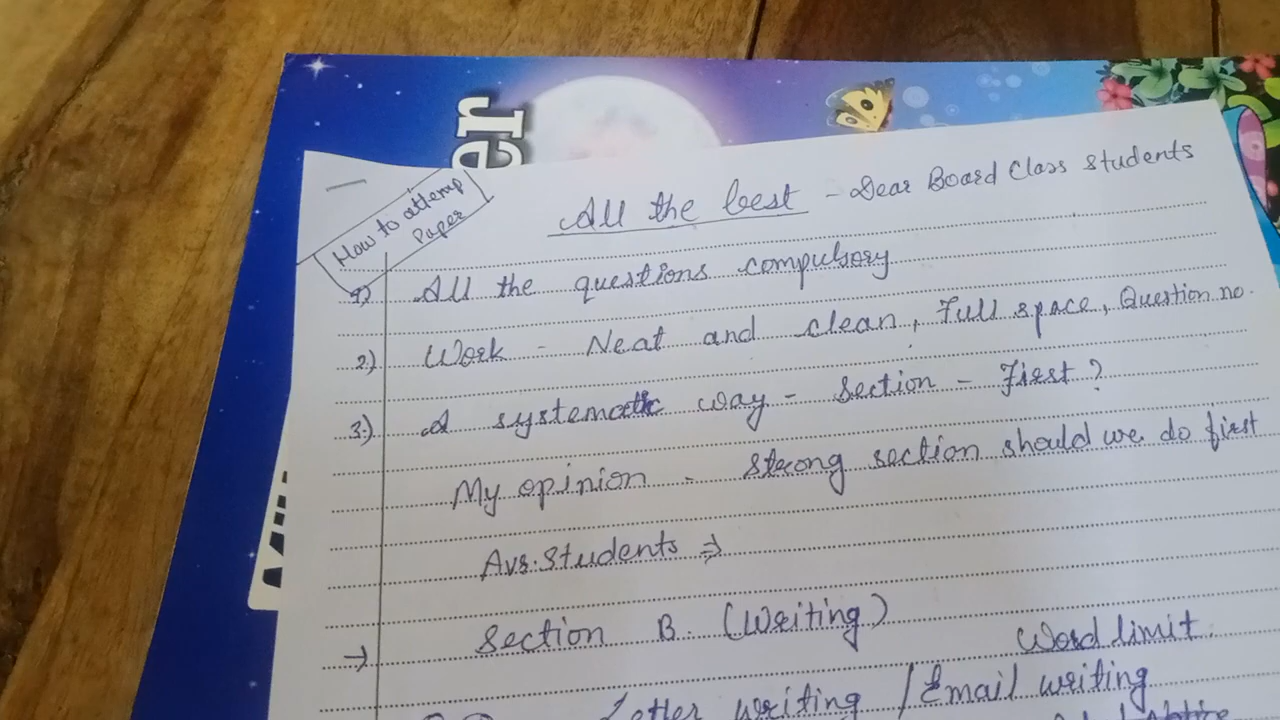 er
How to attemp
Paper
All the best - Dear Board Class students
1) All the questions compulsory
2.) Work - Neat and clean, Full space, Question no.
3.) A systematic way - Section - First ?
My opinion - Strong section should we do first
Avg. Students ⇒
→ Section B. (Writing)
Word limit.
Letter writing / Email writing
Notice